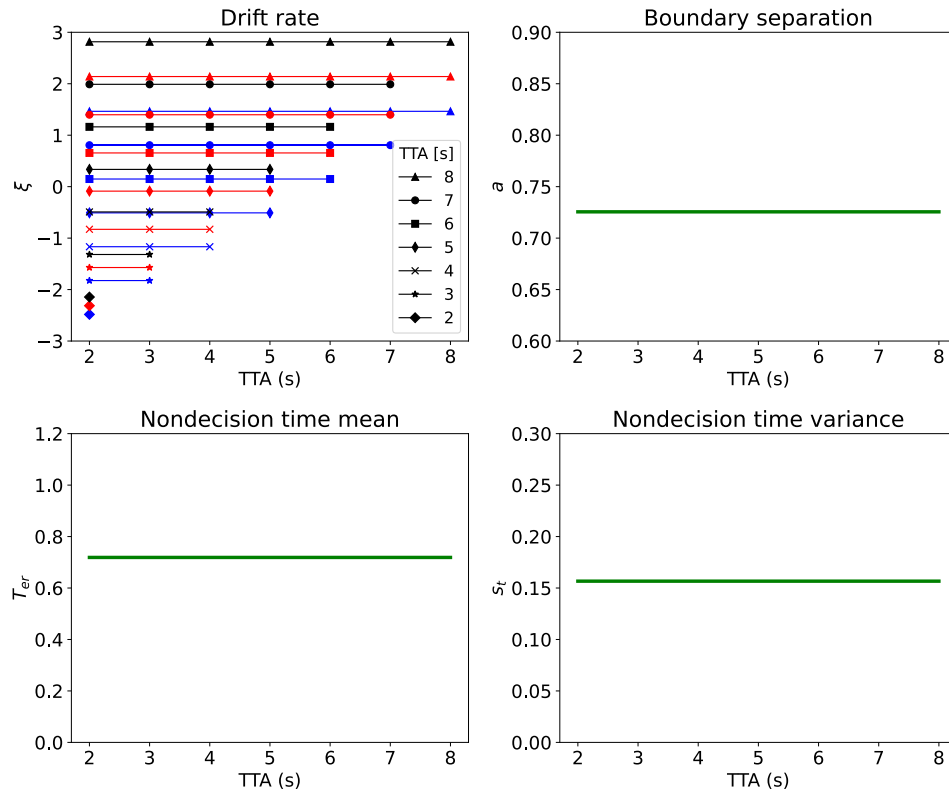 Drift rate
3
2
1
0
−1
−2
−3
ξ
2 3 4 5 6 7 8
TTA (s)
TTA [s]
8
7
6
5
4
3
2
Boundary separation
0.90
0.85
0.80
0.75
0.70
0.65
0.60
a
2 3 4 5 6 7 8
TTA (s)
Nondecision time mean
1.2
1.0
0.8
0.6
0.4
0.2
0.0
T_er
2 3 4 5 6 7 8
TTA (s)
Nondecision time variance
0.30
0.25
0.20
0.15
0.10
0.05
0.00
s_t
2 3 4 5 6 7 8
TTA (s)